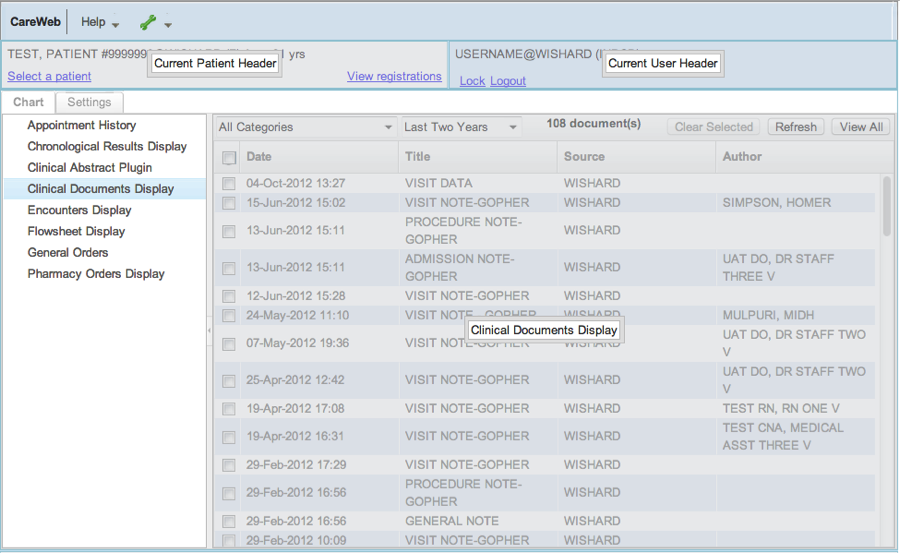 CareWeb Help
TEST, PATIENT #999999 yrs
Current Patient Header
Select a patient View registrations
USERNAME@WISHARD
Current User Header
Lock Logout
Chart Settings
Appointment History
Chronological Results Display
Clinical Abstract Plugin
Clinical Documents Display
Encounters Display
Flowsheet Display
General Orders
Pharmacy Orders Display
All Categories Last Two Years 108 document(s) Clear Selected Refresh View All
Date Title Source Author
04-Oct-2012 13:27 VISIT DATA WISHARD
15-Jun-2012 15:02 VISIT NOTE-GOPHER WISHARD SIMPSON, HOMER
13-Jun-2012 15:11 PROCEDURE NOTE-
GOPHER WISHARD
13-Jun-2012 15:11 ADMISSION NOTE-
GOPHER WISHARD UAT DO, DR STAFF
THREE V
12-Jun-2012 15:28 VISIT NOTE-GOPHER WISHARD
24-May-2012 11:10 VISIT NOTE - GOPHER WISHARD MULPURI, MIDH
Clinical Documents Display
07-May-2012 19:36 VISIT NOTE-GOPHER WISHARD UAT DO, DR STAFF TWO
V
25-Apr-2012 12:42 VISIT NOTE-GOPHER WISHARD UAT DO, DR STAFF TWO
V
19-Apr-2012 17:08 VISIT NOTE-GOPHER WISHARD TEST RN, RN ONE V
19-Apr-2012 16:31 VISIT NOTE-GOPHER WISHARD TEST CNA, MEDICAL
ASST THREE V
29-Feb-2012 17:29 VISIT NOTE-GOPHER WISHARD
29-Feb-2012 16:56 PROCEDURE NOTE-
GOPHER WISHARD
29-Feb-2012 16:56 GENERAL NOTE WISHARD
29-Feb-2012 10:09 VISIT NOTE-GOPHER WISHARD